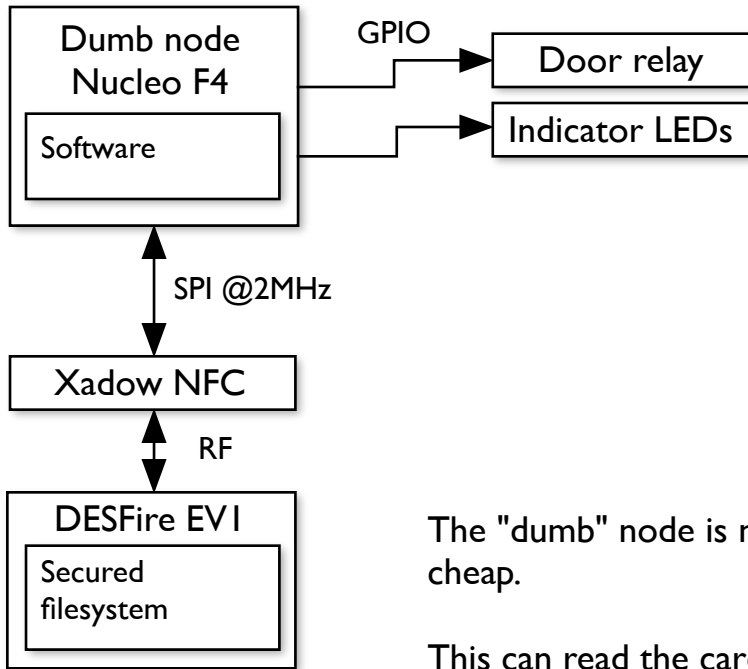 Dumb node
Nucleo F4
Software
GPIO
Door relay
Indicator LEDs
SPI @2MHz
Xadow NFC
RF
DESFire EV1
Secured
filesystem
The "dumb" node is
cheap.
This can read the